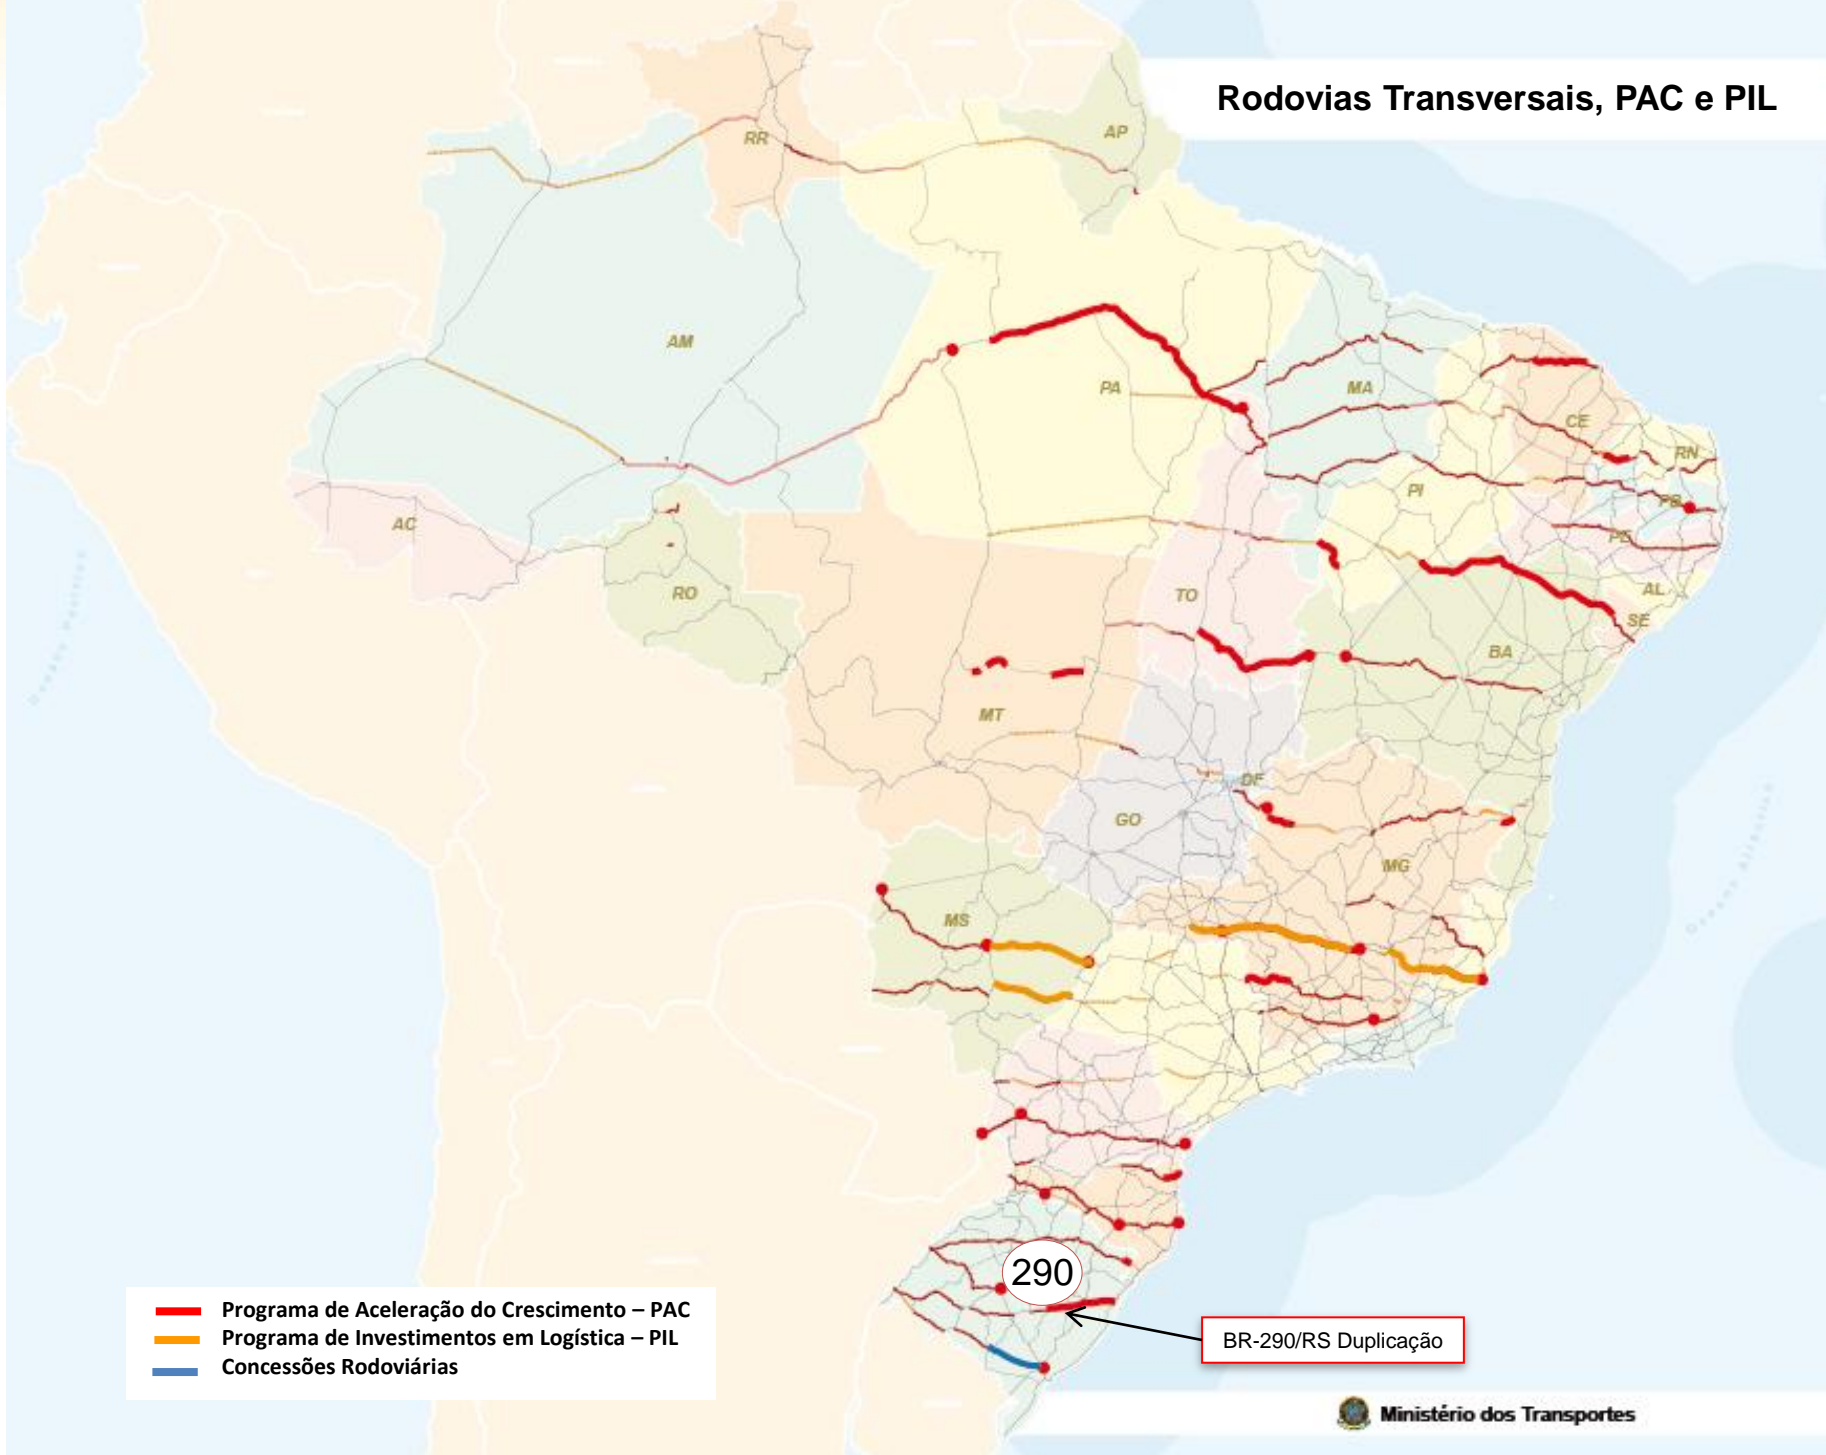 Rodovias Transversais, PAC e PIL
RR
AP
AM
PA
MA
CE
RN
PI
PB
PE
AC
AL
RO
TO
SE
BA
MT
DF
GO
MG
MS
290
Programa de Aceleração do Crescimento – PAC
Programa de Investimentos em Logística – PIL
Concessões Rodoviárias
BR-290/RS Duplicação
Ministério dos Transportes